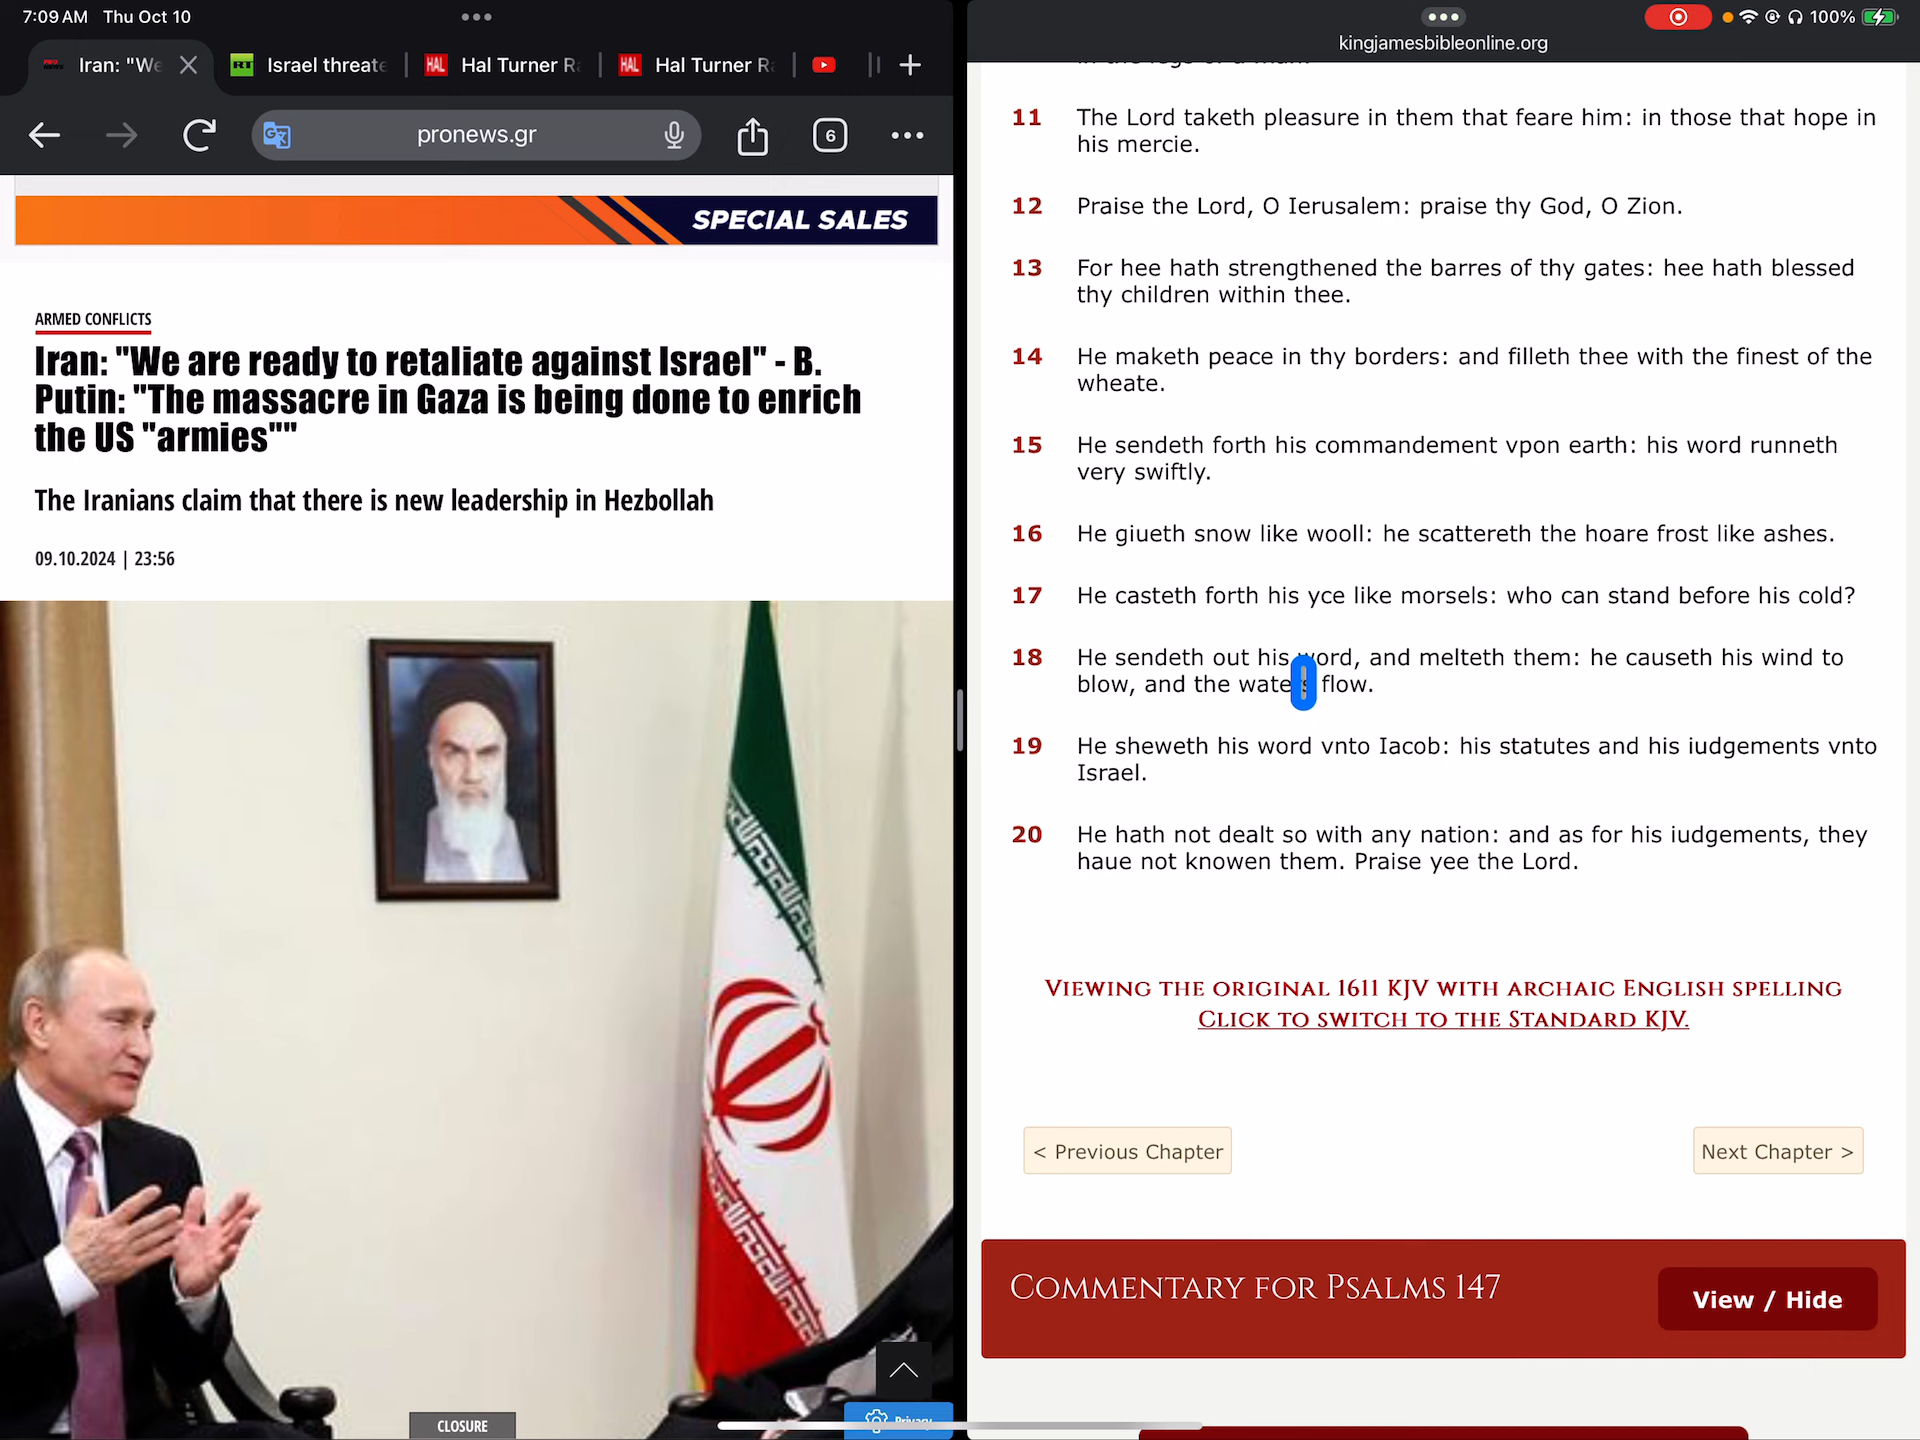 7:09 AM Thu Oct 10
100%
Iran: "We
RT
Israel threate
HAL
Hal Turner Ra
HAL
Hal Turner Ra
pronews.gr
6
SPECIAL SALES
ARMED CONFLICTS
Iran: "We are ready to retaliate against Israel" - B.
Putin: "The massacre in Gaza is being done to enrich
the US "armies""
The Iranians claim that there is new leadership in Hezbollah
09.10.2024 | 23:56
CLOSURE
Privacy
kingjamesbibleonline.org
11 The Lord taketh pleasure in them that feare him: in those that hope in
his mercie.
12 Praise the Lord, O Ierusalem: praise thy God, O Zion.
13 For hee hath strengthened the barres of thy gates: hee hath blessed
thy children within thee.
14 He maketh peace in thy borders: and filleth thee with the finest of the
wheate.
15 He sendeth forth his commandement vpon earth: his word runneth
very swiftly.
16 He giueth snow like wooll: he scattereth the hoare frost like ashes.
17 He casteth forth his yce like morsels: who can stand before his cold?
18 He sendeth out his word, and melteth them: he causeth his wind to
blow, and the waters flow.
19 He sheweth his word vnto Iacob: his statutes and his iudgements vnto
Israel.
20 He hath not dealt so with any nation: and as for his iudgements, they
haue not knowen them. Praise yee the Lord.
Viewing the original 1611 KJV with archaic English spelling
Click to switch to the Standard KJV.
< Previous Chapter
Next Chapter >
Commentary for Psalms 147
View / Hide